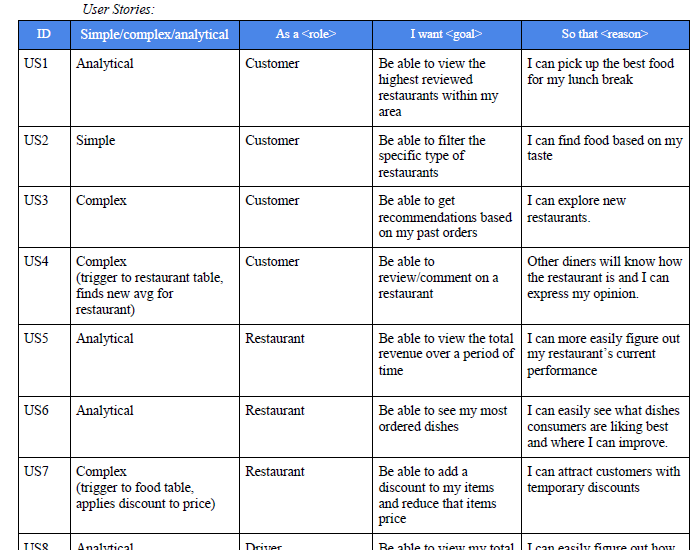 User Stories:
ID Simple/complex/analytical As a <role> I want <goal> So that <reason>
US1 Analytical Customer Be able to view the highest reviewed restaurants within my area I can pick up the best food for my lunch break
US2 Simple Customer Be able to filter the specific type of restaurants I can find food based on my taste
US3 Complex Customer Be able to get recommendations based on my past orders I can explore new restaurants.
US4 Complex (trigger to restaurant table, finds new avg for restaurant) Customer Be able to review/comment on a restaurant Other diners will know how the restaurant is and I can express my opinion.
US5 Analytical Restaurant Be able to view the total revenue over a period of time I can more easily figure out my restaurant’s current performance
US6 Analytical Restaurant Be able to see my most ordered dishes I can easily see what dishes consumers are liking best and where I can improve.
US7 Complex (trigger to food table, applies discount to price) Restaurant Be able to add a discount to my items and reduce that items price I can attract customers with temporary discounts
US8 Analytical Driver Be able to view my total I can easily figure out how